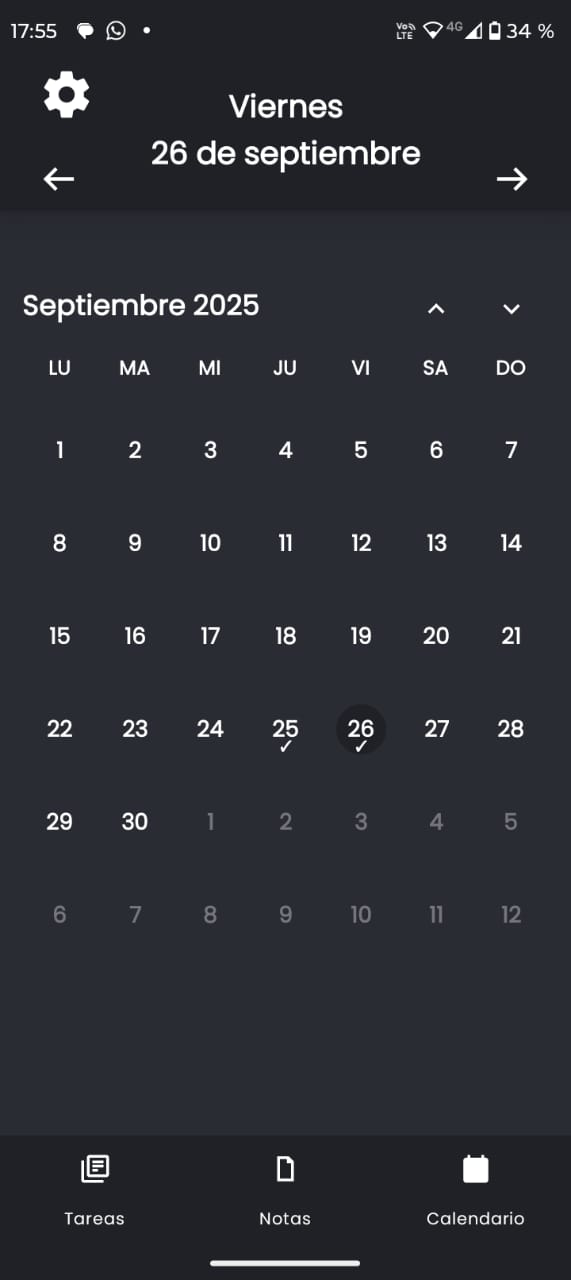 17:55 Vo LTE 4G 34 %
Viernes
26 de septiembre
Septiembre 2025
LU MA MI JU VI SA DO
1 2 3 4 5 6 7
8 9 10 11 12 13 14
15 16 17 18 19 20 21
22 23 24 25 26 27 28
✓ ✓
29 30 1 2 3 4 5
6 7 8 9 10 11 12
Tareas Notas Calendario